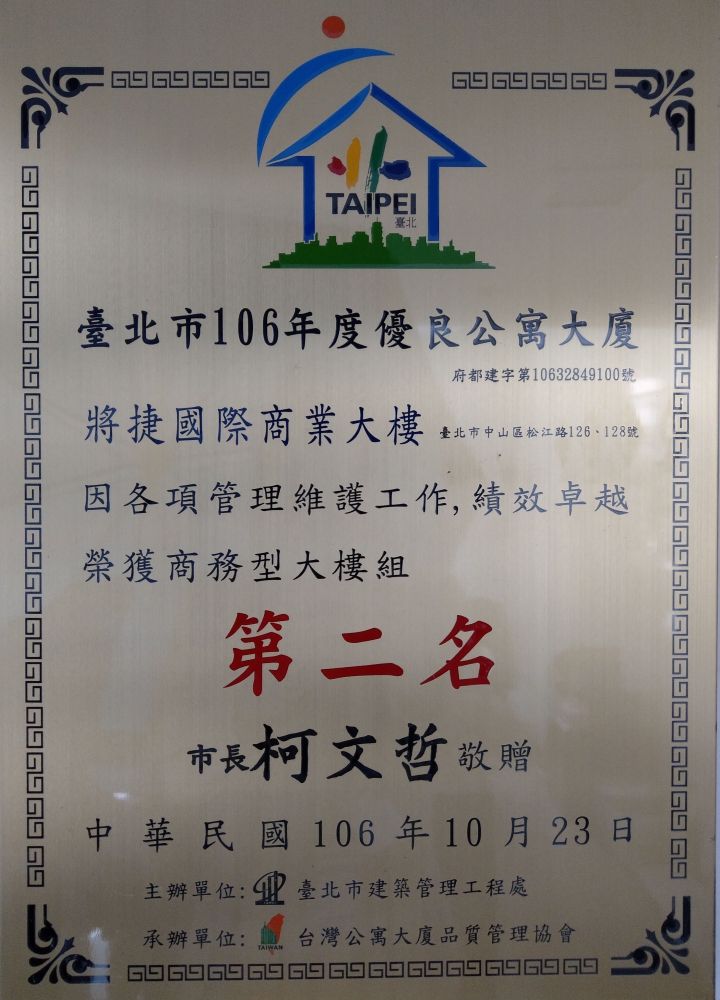 TAIPEI
臺北
臺北市106年度優良公寓大廈
府都建字第10632849100號
將捷國際商業大樓 臺北市中山區松江路126、128號
因各項管理維護工作,績效卓越
榮獲商務型大樓組
第二名
市長柯文哲敬贈
中華民國106年10月23日
主辦單位: 臺北市建築管理工程處
承辦單位: TAIWAN 台灣公寓大廈品質管理協會